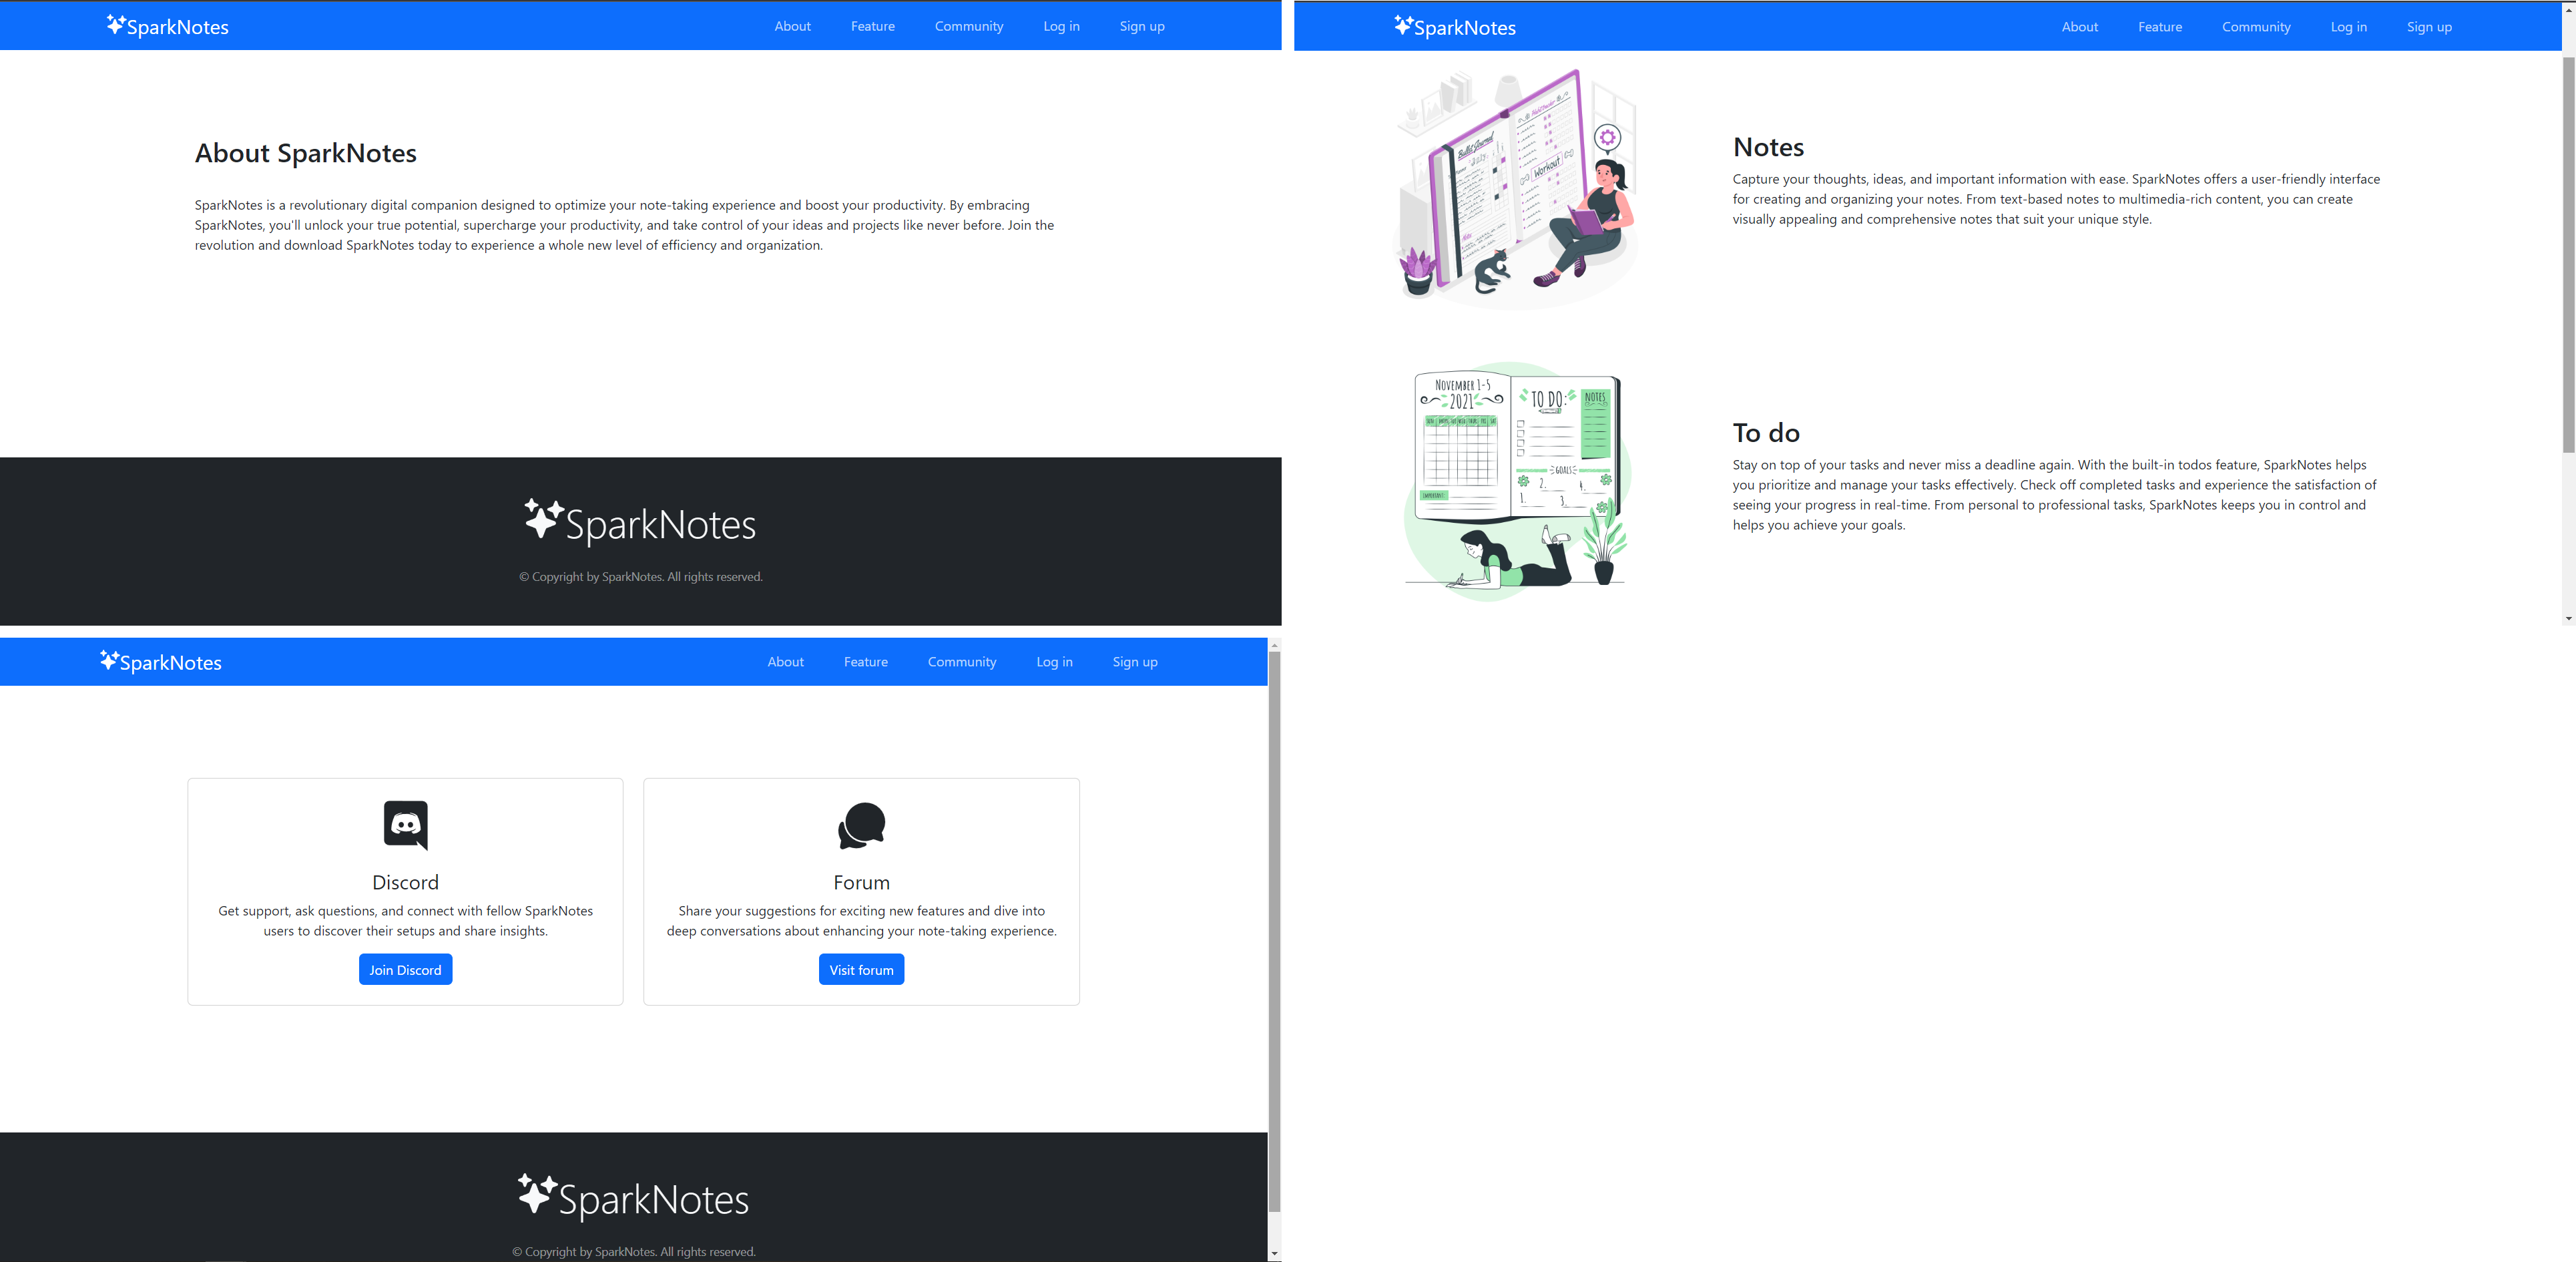 SparkNotes
About Feature Community Log in Sign up
About SparkNotes
SparkNotes is a revolutionary digital companion designed to optimize your note-taking experience and boost your productivity. By embracing
SparkNotes, you'll unlock your true potential, supercharge your productivity, and take control of your ideas and projects like never before. Join the
revolution and download SparkNotes today to experience a whole new level of efficiency and organization.
SparkNotes
© Copyright by SparkNotes. All rights reserved.
SparkNotes
About Feature Community Log in Sign up
Bullet Journal
Workout
Notes
Capture your thoughts, ideas, and important information with ease. SparkNotes offers a user-friendly interface
for creating and organizing your notes. From text-based notes to multimedia-rich content, you can create
visually appealing and comprehensive notes that suit your unique style.
November 1-5
2021
TO DO:
NOTES
GOALS
1.
2.
3.
4.
IMPORTANT
To do
Stay on top of your tasks and never miss a deadline again. With the built-in todos feature, SparkNotes helps
you prioritize and manage your tasks effectively. Check off completed tasks and experience the satisfaction of
seeing your progress in real-time. From personal to professional tasks, SparkNotes keeps you in control and
helps you achieve your goals.
SparkNotes
About Feature Community Log in Sign up
Discord
Get support, ask questions, and connect with fellow SparkNotes
users to discover their setups and share insights.
Join Discord
Forum
Share your suggestions for exciting new features and dive into
deep conversations about enhancing your note-taking experience.
Visit forum
SparkNotes
© Copyright by SparkNotes. All rights reserved.